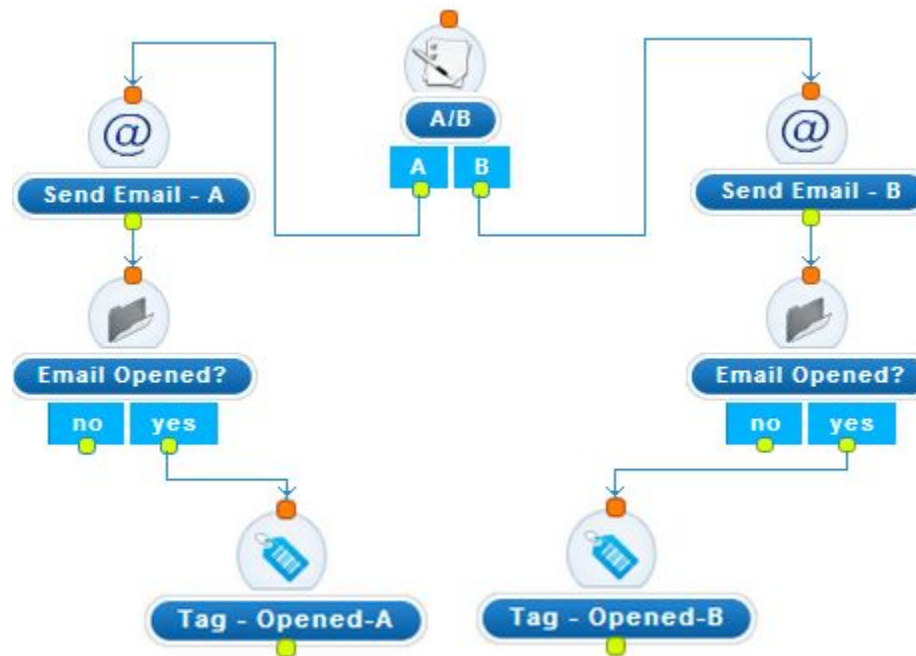 A/B
A B
@
Send Email - A
@
Send Email - B
Email Opened?
no yes
Email Opened?
no yes
Tag - Opened-A
Tag - Opened-B